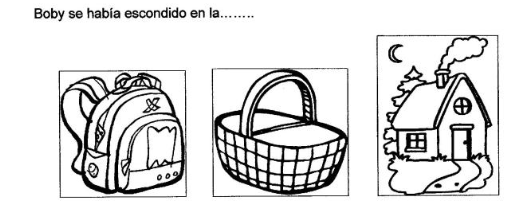 Boby se había escondido en la........